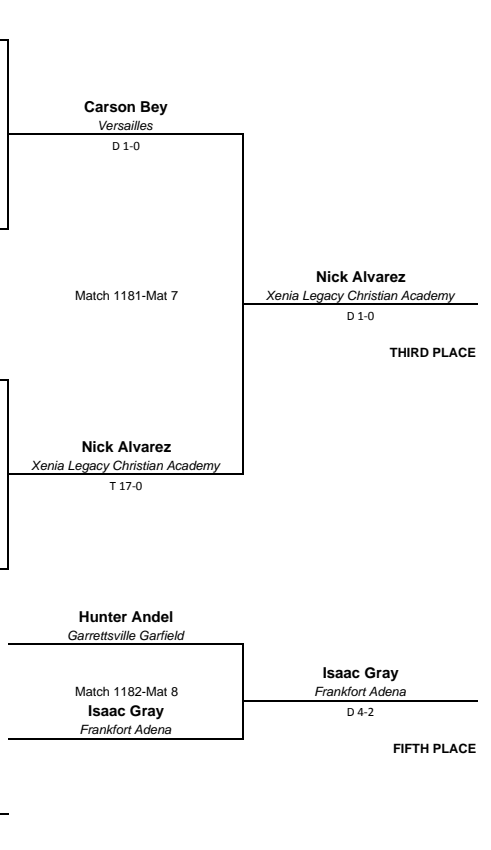 Carson Bey
Versailles
D 1-0
Match 1181-Mat 7
Nick Alvarez
Xenia Legacy Christian Academy
D 1-0
THIRD PLACE
Nick Alvarez
Xenia Legacy Christian Academy
T 17-0
Hunter Andel
Garrettsville Garfield
Match 1182-Mat 8
Isaac Gray
Frankfort Adena
Isaac Gray
Frankfort Adena
D 4-2
FIFTH PLACE